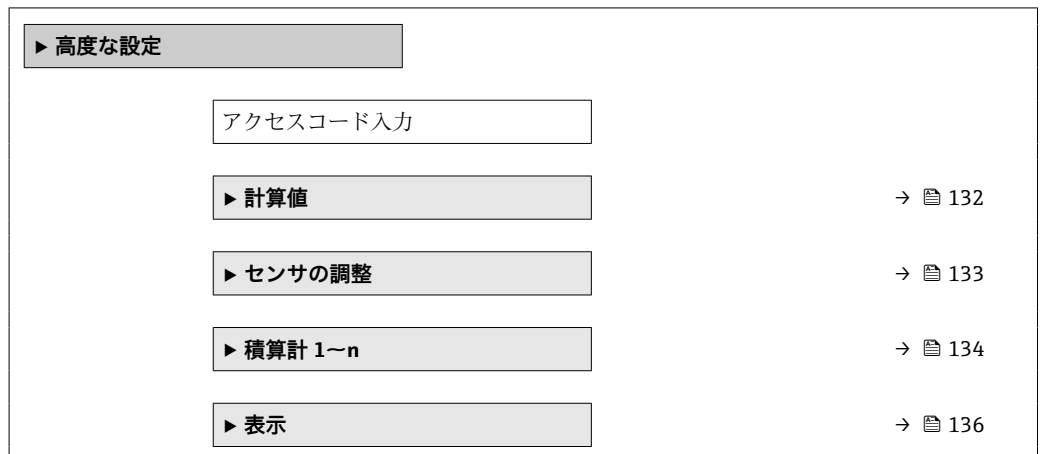 ▶ 高度な設定
アクセスコード入力
▶ 計算値 → 132
▶ センサの調整 → 133
▶ 積算計 1～n → 134
▶ 表示 → 136